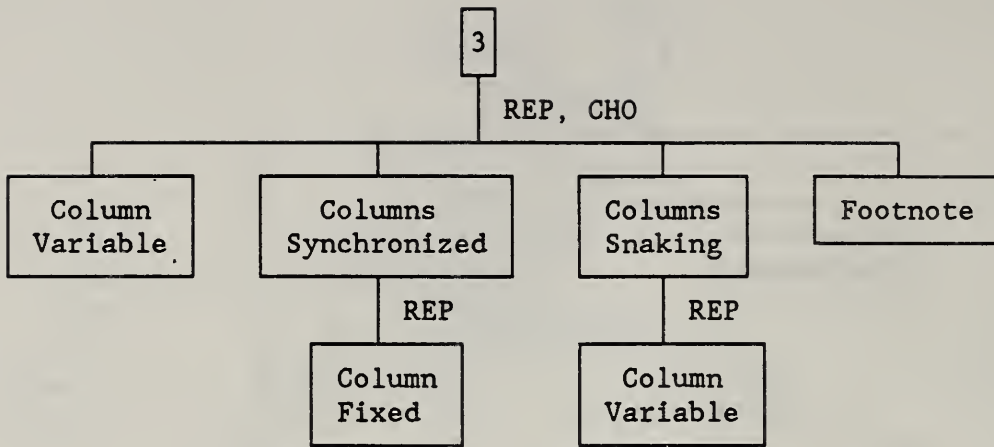 3
REP, CHO
Column
Variable
Columns
Synchronized
Columns
Snaking
Footnote
REP
REP
Column
Fixed
Column
Variable